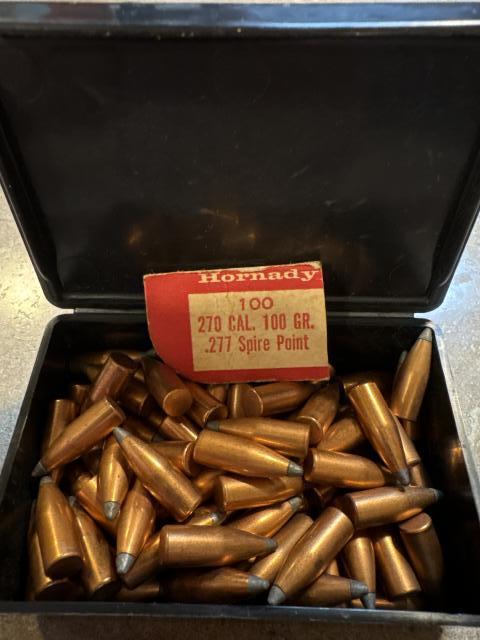 Hornady
100
270 CAL. 100 GR.
.277 Spire Point